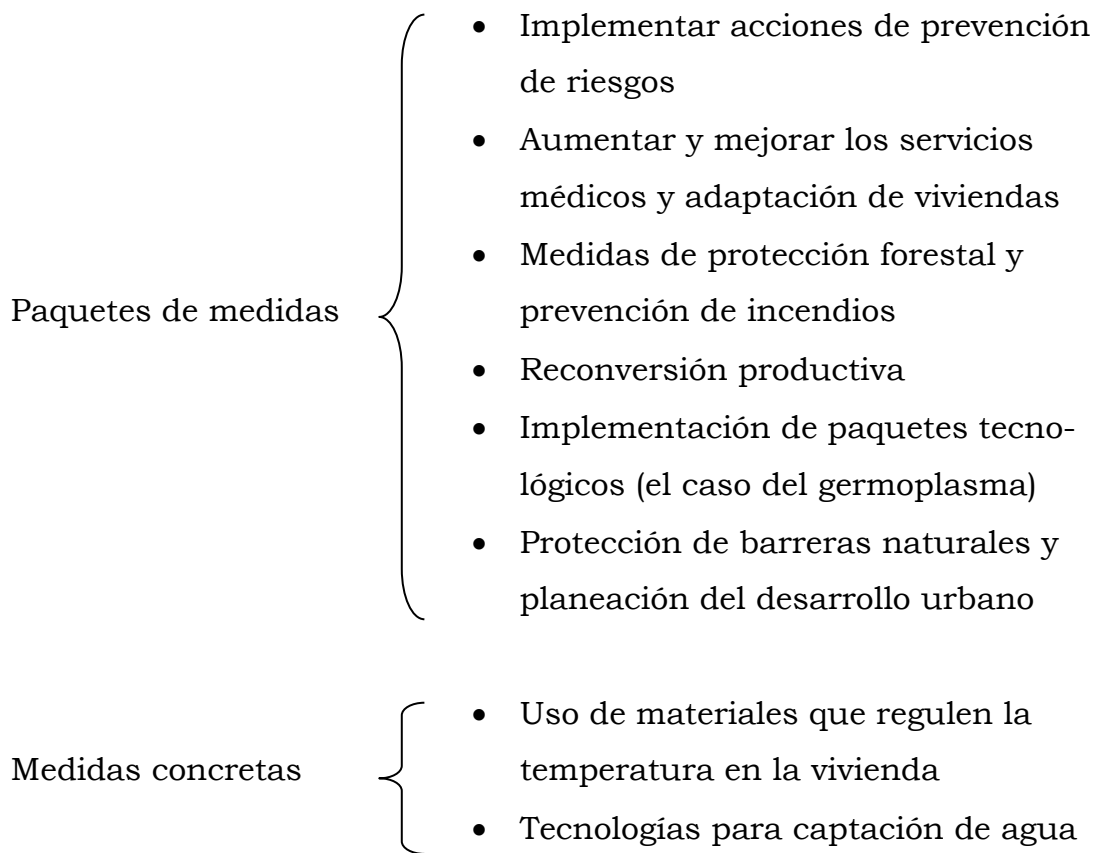 • Implementar acciones de prevención
de riesgos
• Aumentar y mejorar los servicios
médicos y adaptación de viviendas
• Medidas de protección forestal y
Paquetes de medidas
prevención de incendios
• Reconversión productiva
• Implementación de paquetes tecno-
lógicos (el caso del germoplasma)
• Protección de barreras naturales y
planeación del desarrollo urbano
• Uso de materiales que regulen la
Medidas concretas
temperatura en la vivienda
• Tecnologías para captación de agua